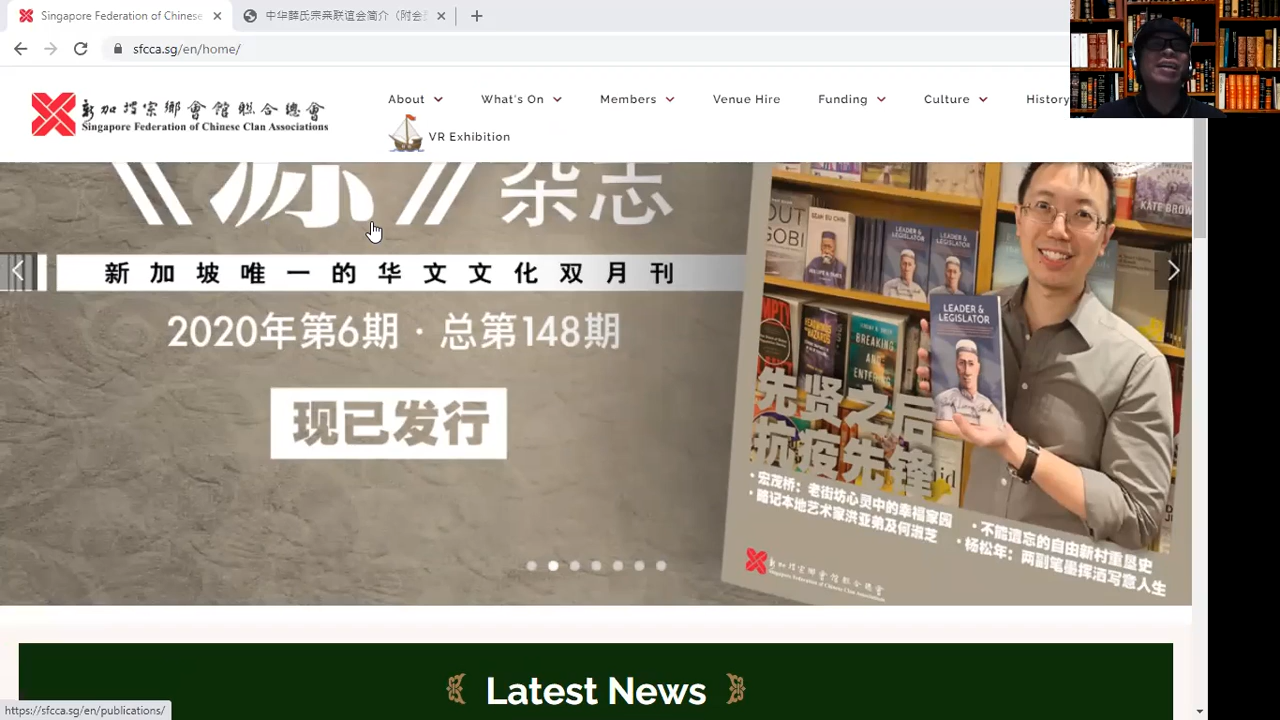 Singapore Federation of Chinese
中华薛氏宗亲联谊会简介（附会
sfcca.sg/en/home/
新加坡宗鄉會館聯合總會
Singapore Federation of Chinese Clan Associations
About
What's On
Members
Venue Hire
Funding
Culture
History
VR Exhibition
《源》杂志
新加坡唯一的华文文化双月刊
2020年第6期·总第148期
现已发行
KATE BROW
OUT
GOBI
LEADER &
LEGISLATOR
LEADER &
LEGISLATOR
LEADER &
LEGISLATOR
BREAKING
AND
ENTERING
先贤之后
抗疫先锋
• 宏茂桥：老街坊心灵中的幸福家园
• 略记本地艺术家洪亚弟及何淑芝
• 不能遗忘的自由新村重垦史
• 杨松年：两副笔墨挥洒写意人生
新加坡宗鄉會館聯合總會
Singapore Federation of Chinese Clan Associations
Latest News
https://sfcca.sg/en/publications/